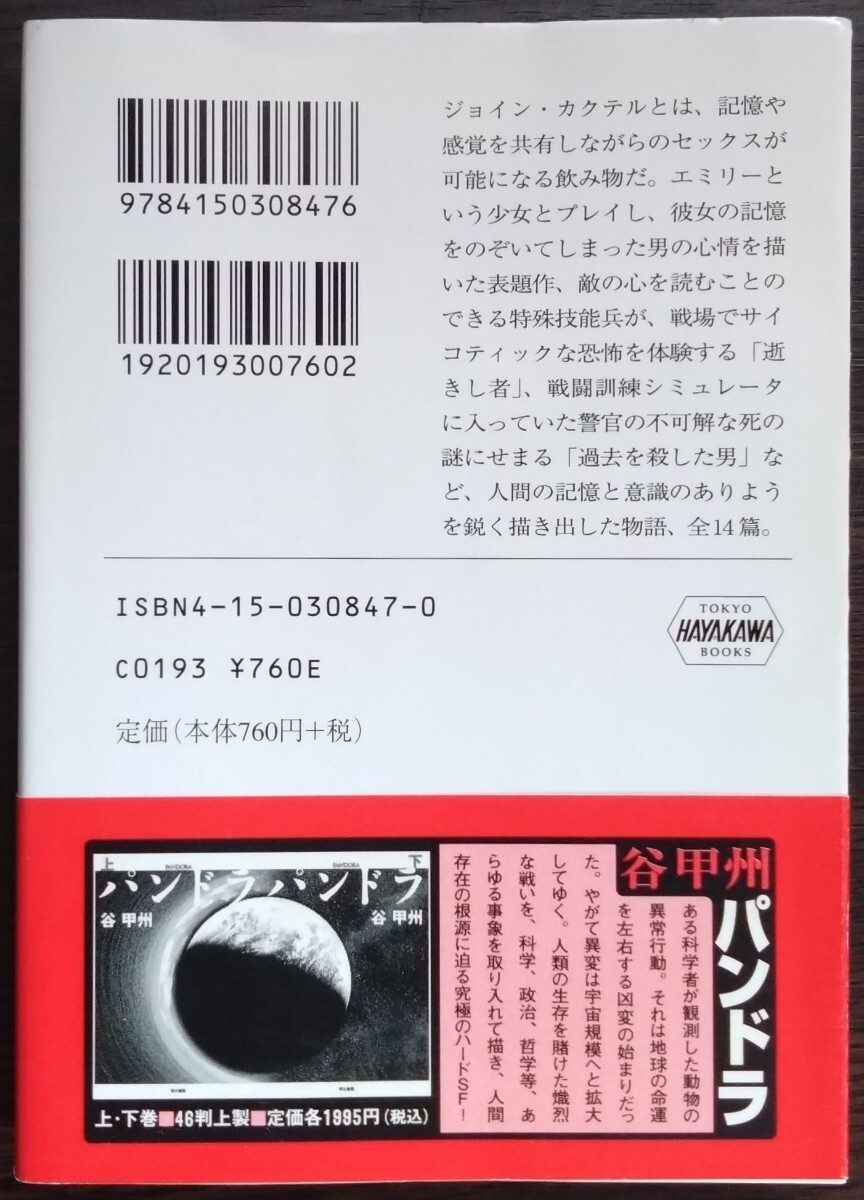 9784150308476
1920193007602
ジョイン・カクテルとは、記憶や
感覚を共有しながらのセックスが
可能になる飲み物だ。エミリーと
いう少女とプレイし、彼女の記憶
をのぞいてしまった男の心情を描
いた表題作、敵の心を読むことの
できる特殊技能兵が、戦場でサイ
コティックな恐怖を体験する「逝
きし者」、戦闘訓練シミュレータ
に入っていた警官の不可解な死の
謎にせまる「過去を殺した男」な
ど、人間の記憶と意識のありよう
を鋭く描き出した物語、全14篇。
ISBN4-15-030847-0
C0193 ¥760E
定価(本体760円+税)
TOKYO
HAYAKAWA
BOOKS
谷甲州
パンドラ
ある科学者が観測した動物の
異常行動。それは地球の命運
を左右する凶変の始まりだっ
た。やがて異変は宇宙規模へと拡大
してゆく。人類の生存を賭けた熾烈
な戦いを、科学、政治、哲学等、あ
らゆる事象を取り入れて描き、人間
存在の根源に迫る究極のハードSF!
上
PANDORA
パンドラ
谷 甲州
下
PANDORA
パンドラ
谷 甲州
上・下巻■46判上製■定価各1995円(税込)